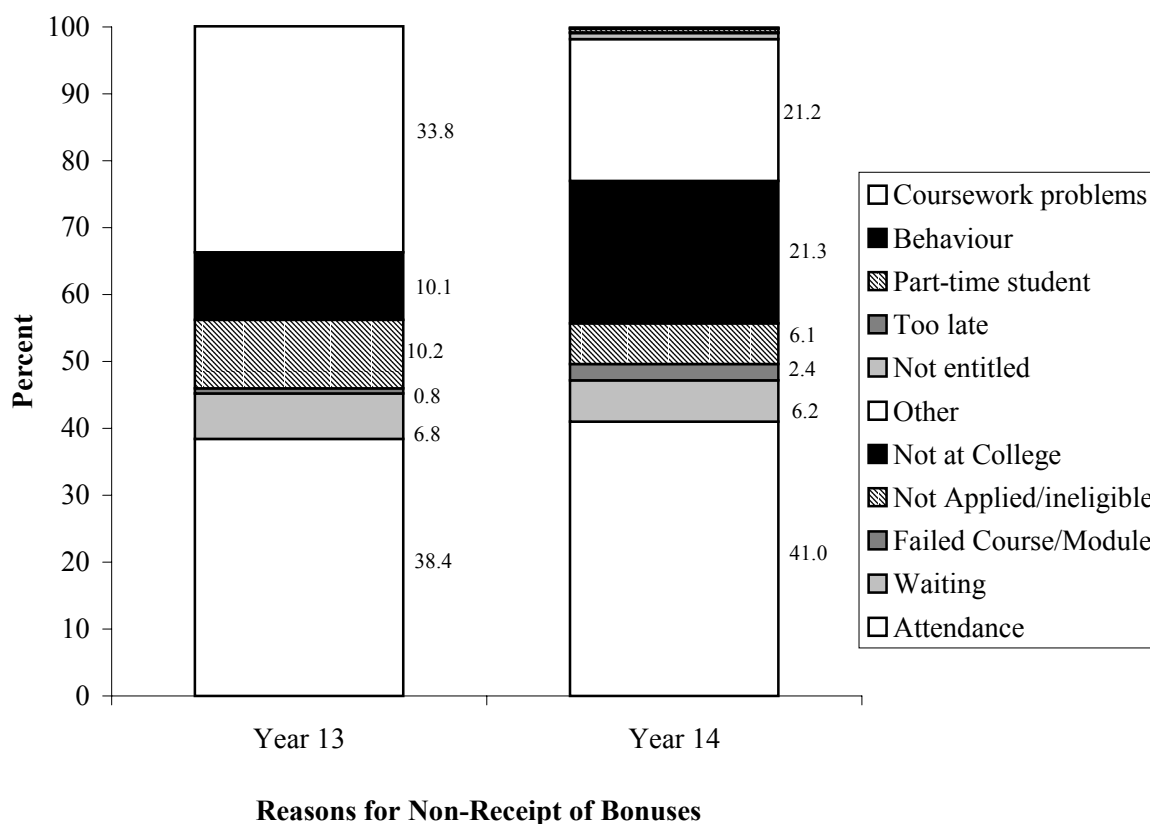 100
90
80
70
60
50
40
30
20
10
0
Percent
33.8
10.1
10.2
0.8
6.8
38.4
21.2
21.3
6.1
2.4
6.2
41.0
Year 13
Year 14
Reasons for Non-Receipt of Bonuses
Coursework problems
Behaviour
Part-time student
Too late
Not entitled
Other
Not at College
Not Applied/ineligible
Failed Course/Module
Waiting
Attendance